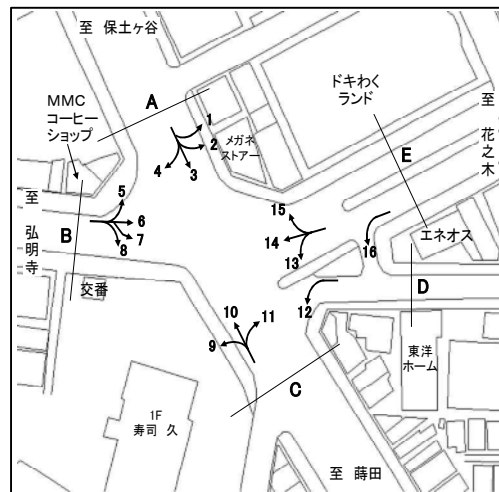 至 保土ヶ谷
A
MMC
コーヒー
ショップ
1
2
3
4
メガネ
ストアー
ドキわく
ランド
至
花之木
E
至
弘明寺
B
5
6
7
8
交番
15
14
13
16
エネオス
D
12
10
11
9
C
東洋
ホーム
1F
寿司 久
至 蒔田